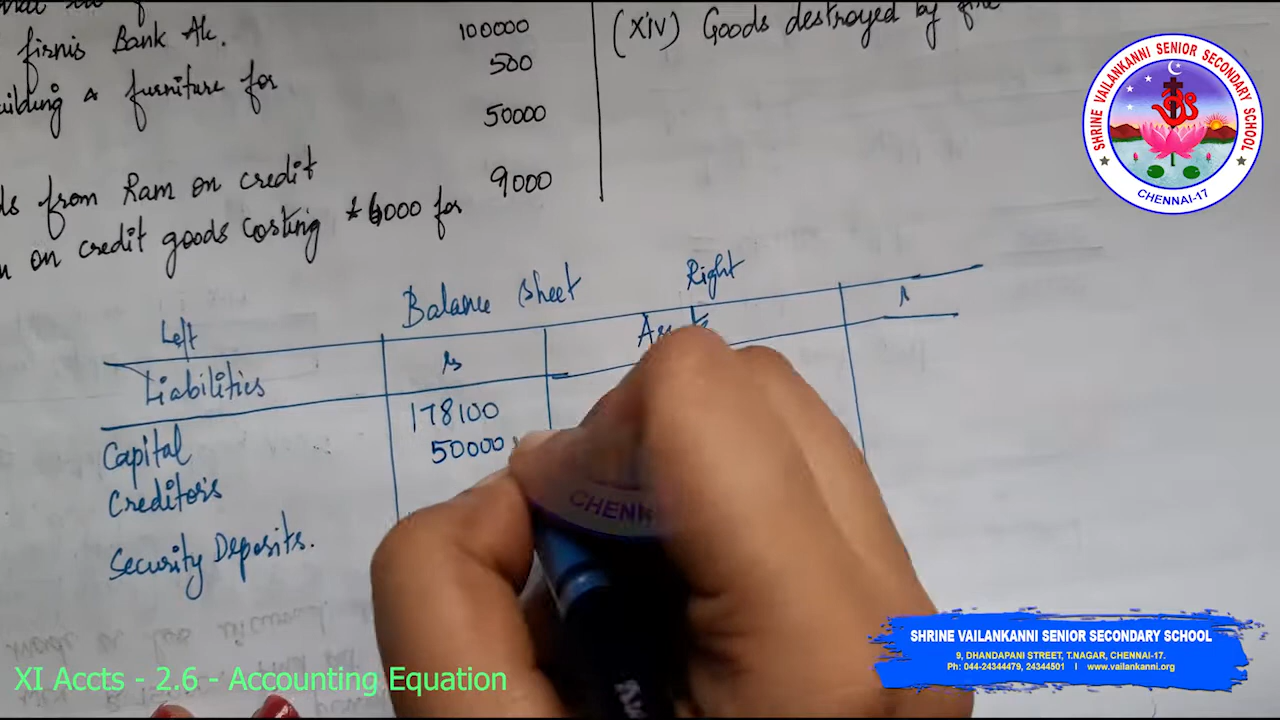 firm's Bank A/c. 100000
500
building & furniture for 50000
from Ram on credit 9000
on credit goods costing ₹ 6000 for
(XIV) Goods destroyed by fire
Balance Sheet
Left Right
Liabilities ₨ ₨
Capital 178100
Creditors 50000
Security Deposits.
SHRINE VAILANKANNI SENIOR SECONDARY SCHOOL
CHENNAI-17
SHRINE VAILANKANNI SENIOR SECONDARY SCHOOL
9, DHANDAPANI STREET, T.NAGAR, CHENNAI-17.
Ph: 044-24344479, 24344501 I www.vailankanni.org
XI Accts - 2.6 - Accounting Equation